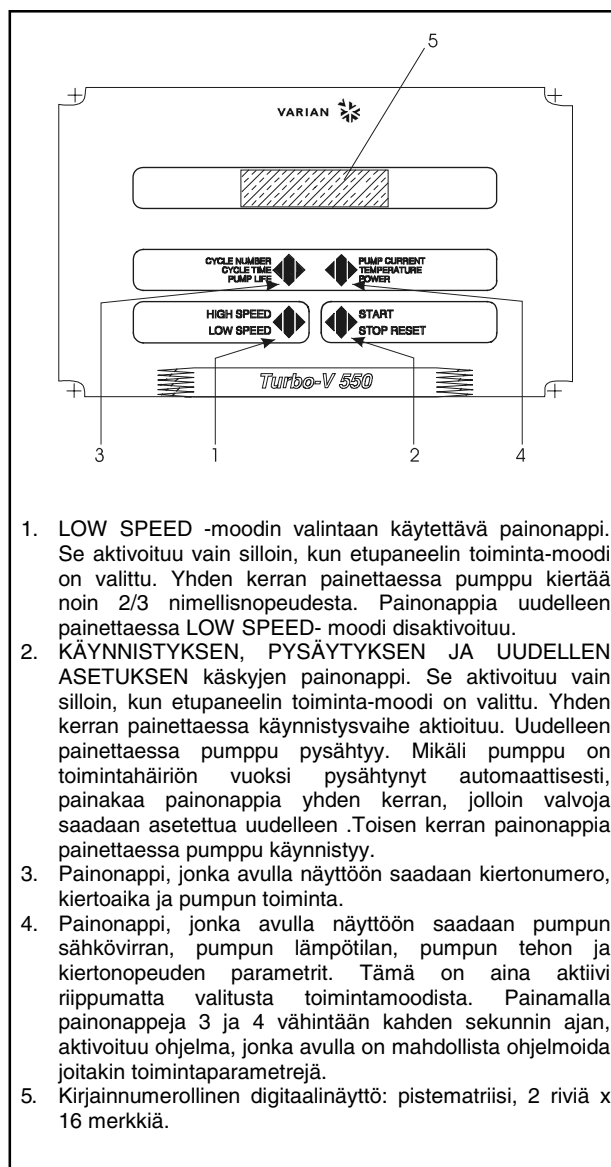 5
VARIAN
CYCLE NUMBER
CYCLE TIME
PUMP LIFE
PUMP CURRENT
TEMPERATURE
POWER
HIGH SPEED
LOW SPEED
START
STOP RESET
Turbo-V 550
3 1 2 4
1. LOW SPEED -moodin valintaan käytettävä painonappi.
Se aktivoituu vain silloin, kun etupaneelin toiminta-moodi
on valittu. Yhden kerran painettaessa pumppu kiertää
noin 2/3 nimellisnopeudesta. Painonappia uudelleen
painettaessa LOW SPEED- moodi disaktivoituu.
2. KÄYNNISTYKSEN, PYSÄYTYKSEN JA UUDELLEN
ASETUKSEN käskyjen painonappi. Se aktivoituu vain
silloin, kun etupaneelin toiminta-moodi on valittu. Yhden
kerran painettaessa käynnistysvaihe aktioituu. Uudelleen
painettaessa pumppu pysähtyy. Mikäli pumppu on
toimintahäiriön vuoksi pysähtynyt automaattisesti,
painakaa painonappia yhden kerran, jolloin valvoja
saadaan asetettua uudelleen .Toisen kerran painonappia
painettaessa pumppu käynnistyy.
3. Painonappi, jonka avulla näyttöön saadaan kiertonumero,
kiertoaika ja pumpun toiminta.
4. Painonappi, jonka avulla näyttöön saadaan pumpun
sähkövirran, pumpun lämpötilan, pumpun tehon ja
kiertonopeuden parametrit. Tämä on aina aktiivi
riippumatta valitusta toimintamoodista. Painamalla
painonappeja 3 ja 4 vähintään kahden sekunnin ajan,
aktivoituu ohjelma, jonka avulla on mahdollista ohjelmoida
joitakin toimintaparametrejä.
5. Kirjainnumerollinen digitaalinäyttö: pistematriisi, 2 riviä x
16 merkkiä.